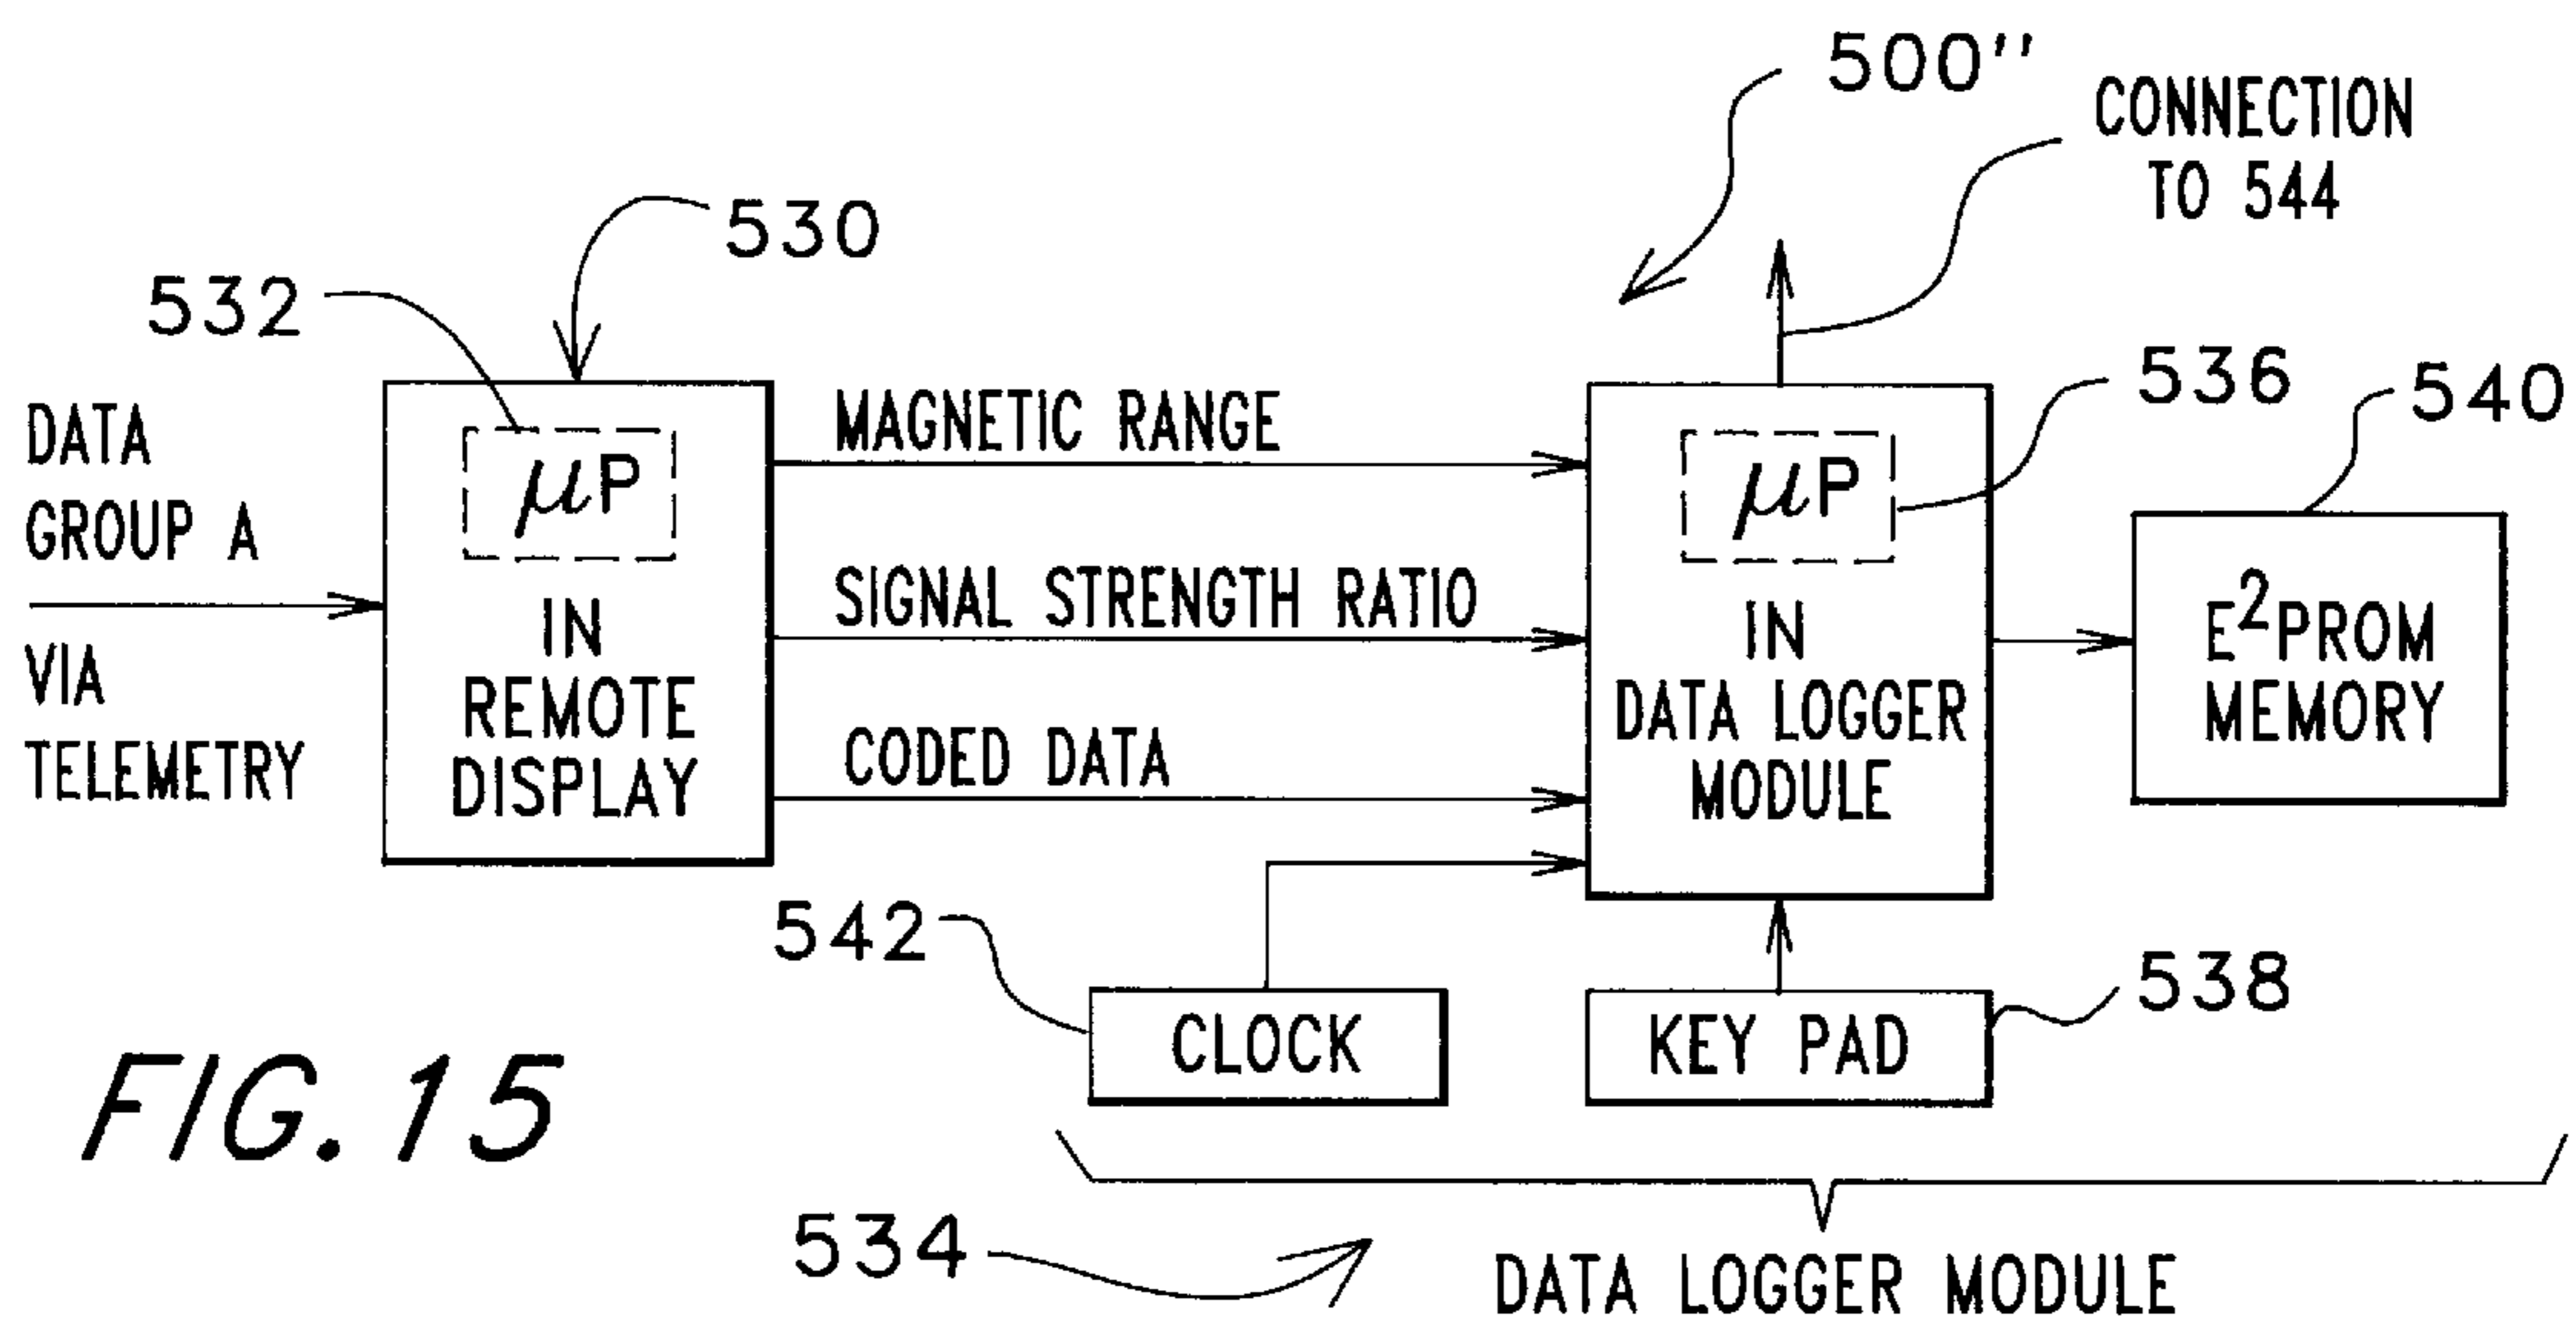 500"
CONNECTION
TO 544
530
532
536
540
DATA
GROUP A
VIA
TELEMETRY
μP
IN
REMOTE
DISPLAY
MAGNETIC RANGE
SIGNAL STRENGTH RATIO
CODED DATA
μP
IN
DATA LOGGER
MODULE
E²PROM
MEMORY
542
CLOCK
KEY PAD
538
FIG. 15
534
DATA LOGGER MODULE